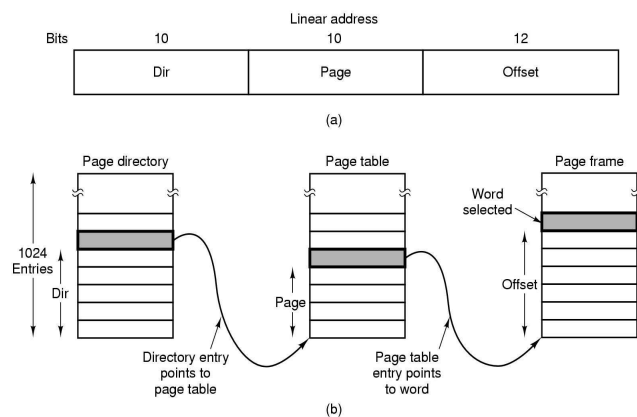 Linear address
Bits 10 10 12
Dir Page Offset
(a)
Page directory Page table Page frame
Word
selected
1024
Entries
Dir
Page
Offset
Directory entry
points to
page table
Page table
entry points
to word
(b)